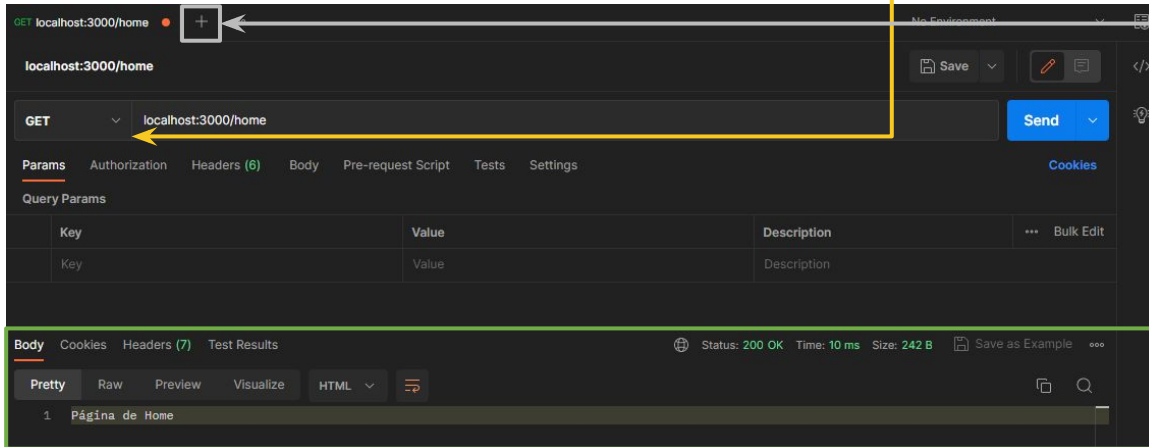 GET localhost:3000/home +
No Environment
localhost:3000/home Save
GET localhost:3000/home Send
Params Authorization Headers (6) Body Pre-request Script Tests Settings Cookies
Query Params
Key Value Description Bulk Edit
Key Value Description
Body Cookies Headers (7) Test Results Status: 200 OK Time: 10 ms Size: 242 B Save as Example
Pretty Raw Preview Visualize HTML
1 Página de Home